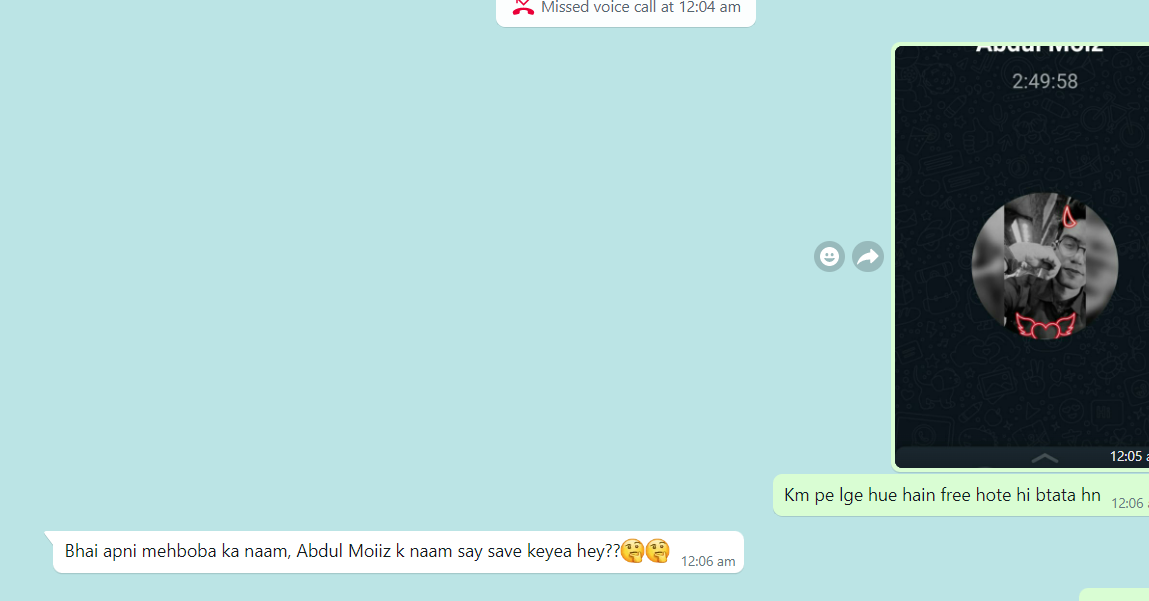 Missed voice call at 12:04 am
Abdul Moiz
2:49:58
12:05 a
Km pe lge hue hain free hote hi btata hn
12:06
Bhai apni mehboba ka naam, Abdul Moiiz k naam say save keyea hey??🤔🤔
12:06 am